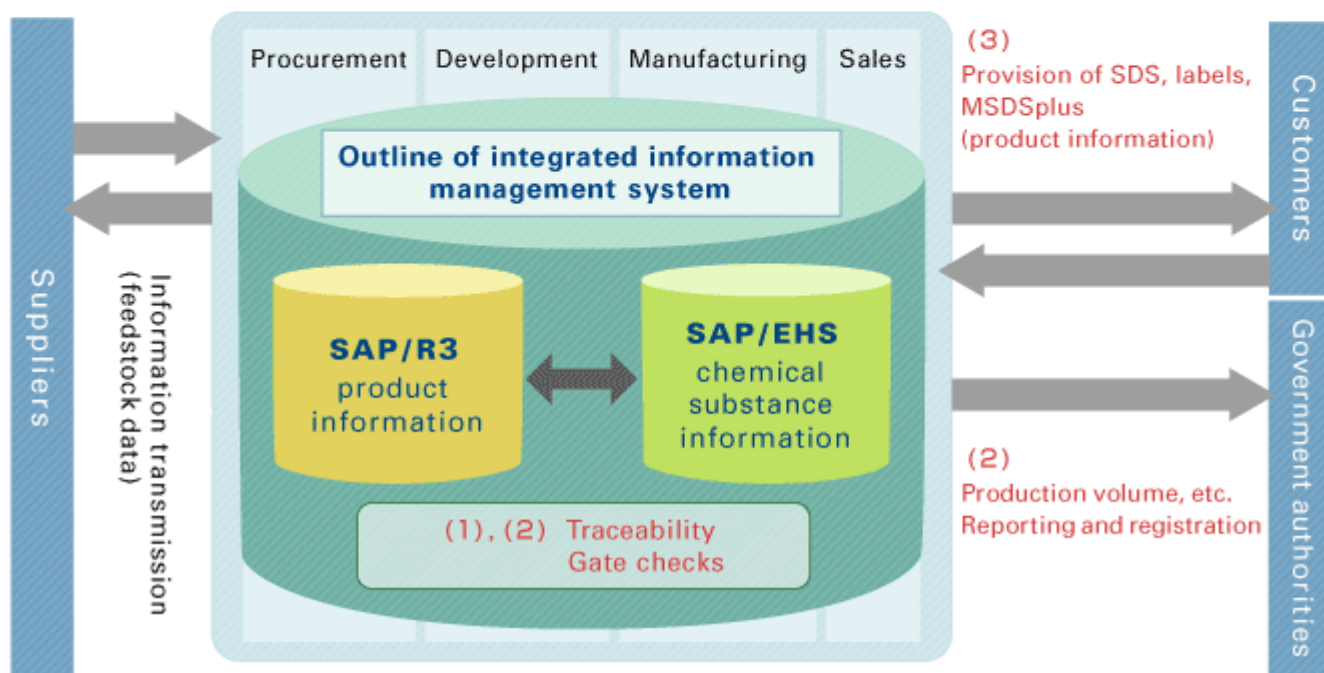 Procurement
Development
Manufacturing
Sales
Outline of integrated information
management system
SAP/R3
product
information
SAP/EHS
chemical
substance
information
(1), (2) Traceability
Gate checks
Suppliers
Information transmission
(feedstock data)
(3)
Provision of SDS, labels,
MSDSplus
(product information)
Customers
(2)
Production volume, etc.
Reporting and registration
Government authorities